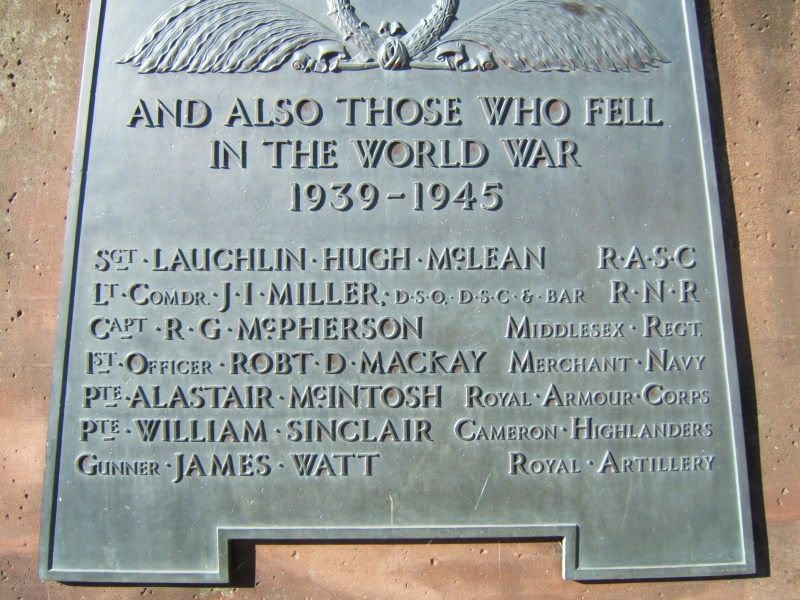 AND ALSO THOSE WHO FELL
IN THE WORLD WAR
1939-1945
SGT·LAUCHLIN·HUGH·McLEAN R·A·S·C
LT·COMDR.·J·I·MILLER,·D·S·O,·D·S·C·&·BAR R·N·R
CAPT·R·G·McPHERSON MIDDLESEX·REGT.
1ST·OFFICER·ROBT·D·MACKAY MERCHANT·NAVY
PTE·ALASTAIR·McINTOSH ROYAL·ARMOUR·CORPS
PTE·WILLIAM·SINCLAIR CAMERON·HIGHLANDERS
GUNNER·JAMES·WATT ROYAL·ARTILLERY